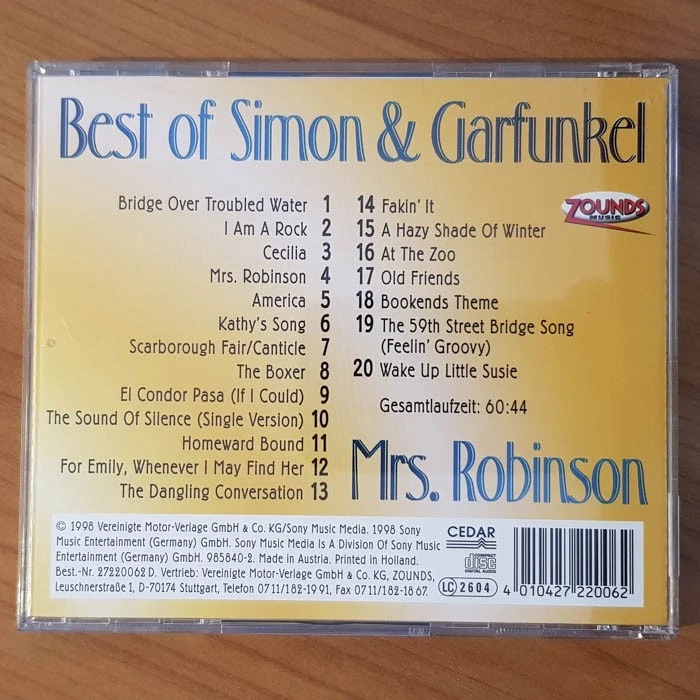 Best of Simon & Garfunkel
Bridge Over Troubled Water 1
I Am A Rock 2
Cecilia 3
Mrs. Robinson 4
America 5
Kathy's Song 6
Scarborough Fair/Canticle 7
The Boxer 8
El Condor Pasa (If I Could) 9
The Sound Of Silence (Single Version) 10
Homeward Bound 11
For Emily, Whenever I May Find Her 12
The Dangling Conversation 13
14 Fakin' It
15 A Hazy Shade Of Winter
16 At The Zoo
17 Old Friends
18 Bookends Theme
19 The 59th Street Bridge Song
(Feelin' Groovy)
20 Wake Up Little Susie
Gesamtlaufzeit: 60:44
ZOUNDS
MUSIC
Mrs. Robinson
© 1998 Vereinigte Motor-Verlage GmbH & Co. KG/Sony Music Media. 1998 Sony
Music Entertainment (Germany) GmbH. Sony Music Media Is A Division Of Sony Music
Entertainment (Germany) GmbH. 985840-2. Made in Austria. Printed in Holland.
Best.-Nr. 27220062 D. Vertrieb: Vereinigte Motor-Verlage GmbH & Co. KG, ZOUNDS,
Leuschnerstraße 1, D-70174 Stuttgart, Telefon 07 11/182-19 91, Fax 07 11/182-18 67.
CEDAR
COMPACT
disc
DIGITAL AUDIO
LC 2604
4 010427 220062